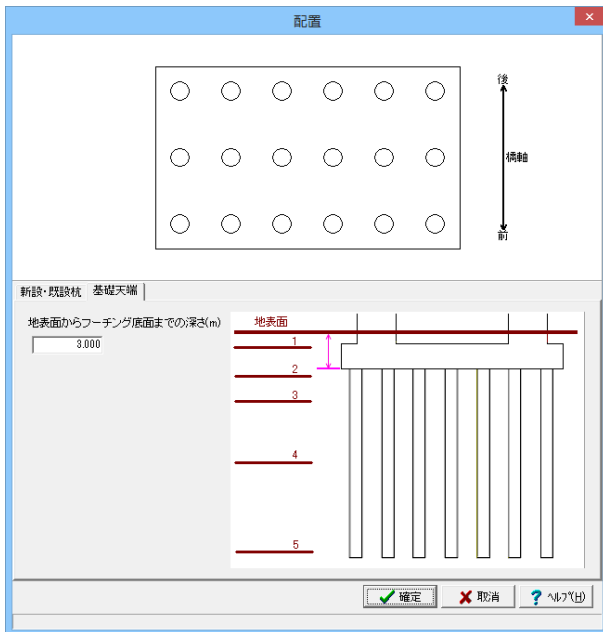 配置
後
橋軸
前
新設・既設杭 基礎天端
地表面からフーチング底面までの深さ(m)
3.000
地表面
1
2
3
4
5
確定 取消 ヘルプ(H)